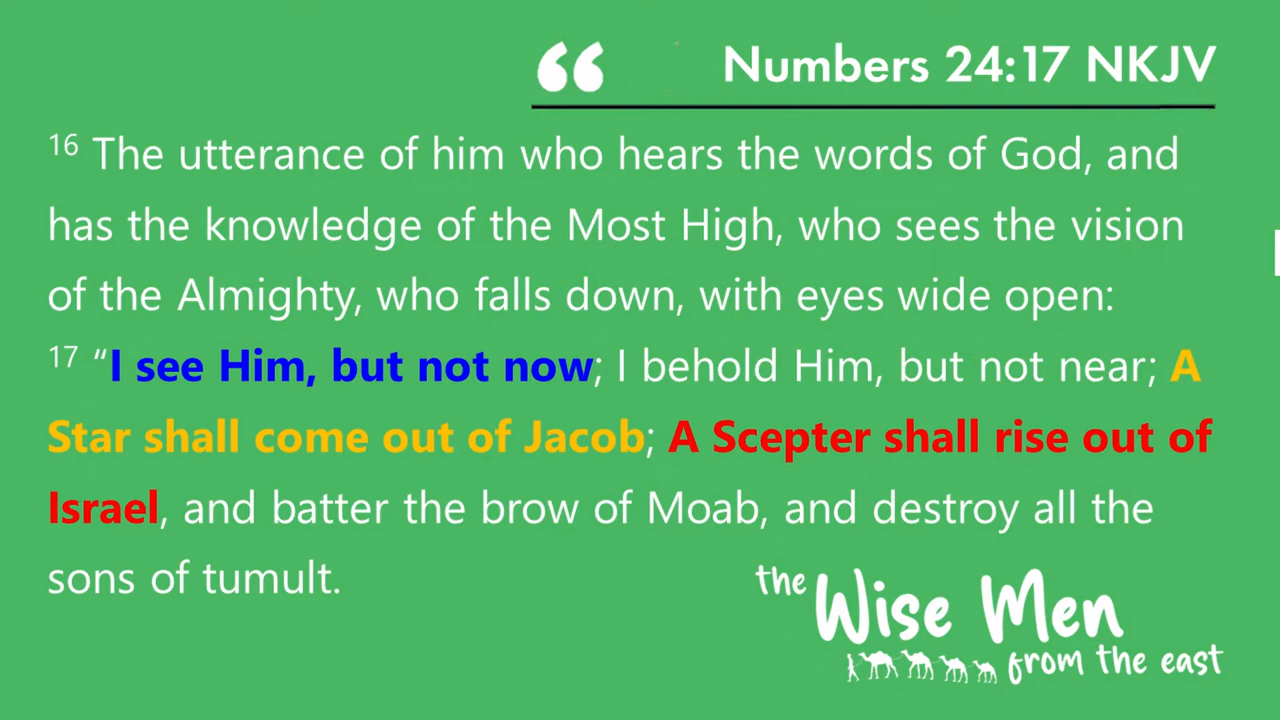 “ Numbers 24:17 NKJV
16 The utterance of him who hears the words of God, and
has the knowledge of the Most High, who sees the vision
of the Almighty, who falls down, with eyes wide open:
17 “I see Him, but not now; I behold Him, but not near; A
Star shall come out of Jacob; A Scepter shall rise out of
Israel, and batter the brow of Moab, and destroy all the
sons of tumult.
the Wise Men
from the east